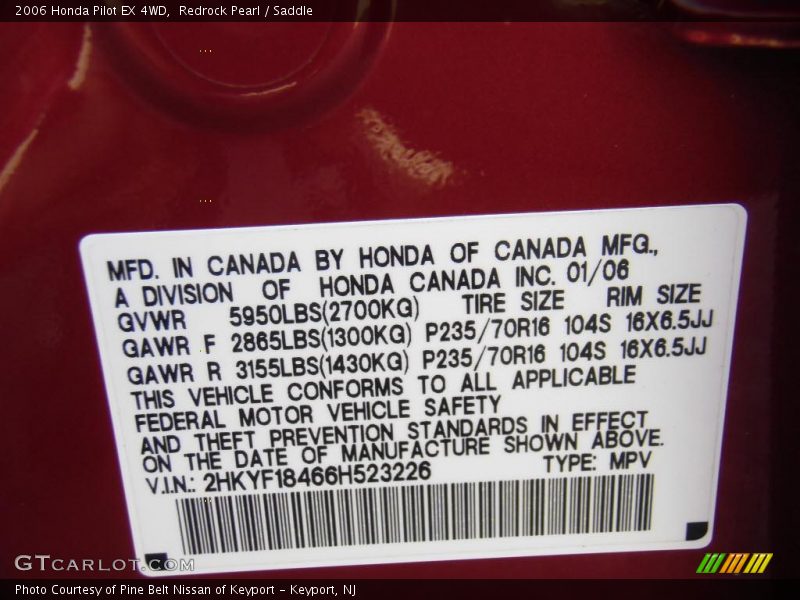 2006 Honda Pilot EX 4WD,  Redrock Pearl / Saddle
MFD. IN CANADA BY HONDA OF CANADA MFG.,
A DIVISION OF HONDA CANADA INC. 01/06
GVWR 5950LBS(2700KG) TIRE SIZE RIM SIZE
GAWR F 2865LBS(1300KG) P235/70R16 104S 16X6.5JJ
GAWR R 3155LBS(1430KG) P235/70R16 104S 16X6.5JJ
THIS VEHICLE CONFORMS TO ALL APPLICABLE
FEDERAL MOTOR VEHICLE SAFETY
AND THEFT PREVENTION STANDARDS IN EFFECT
ON THE DATE OF MANUFACTURE SHOWN ABOVE.
V.I.N.: 2HKYF18466H523226 TYPE: MPV
GTcarlot.com
Photo Courtesy of Pine Belt Nissan of Keyport - Keyport, NJ